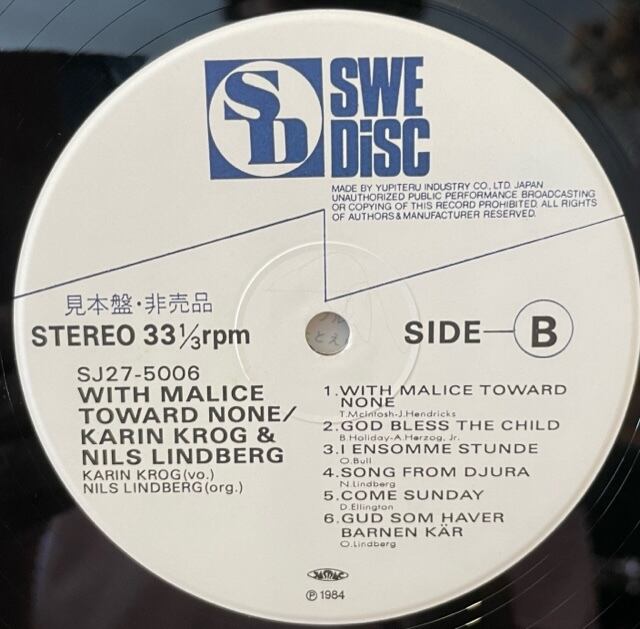 SD
SWE
DiSC
MADE BY YUPITERU INDUSTRY CO., LTD. JAPAN
UNAUTHORIZED PUBLIC PERFORMANCE BROADCASTING
OR COPYING OF THIS RECORD PROHIBITED. ALL RIGHTS
OF AUTHORS & MANUFACTURER RESERVED.
見本盤・非売品
STEREO 33 1/3rpm
SIDE—B
SJ27-5006
WITH MALICE
TOWARD NONE/
KARIN KROG &
NILS LINDBERG
KARIN KROG(vo.)
NILS LINDBERG(org.)
1.WITH MALICE TOWARD
NONE
T.McIntosh-J.Hendricks
2.GOD BLESS THE CHILD
B.Holiday-A.Herzog, Jr.
3.I ENSOMME STUNDE
O.Bull
4.SONG FROM DJURA
N.Lindberg
5.COME SUNDAY
D.Ellington
6.GUD SOM HAVER
BARNEN KÄR
O.Lindberg
JASRAC
℗1984